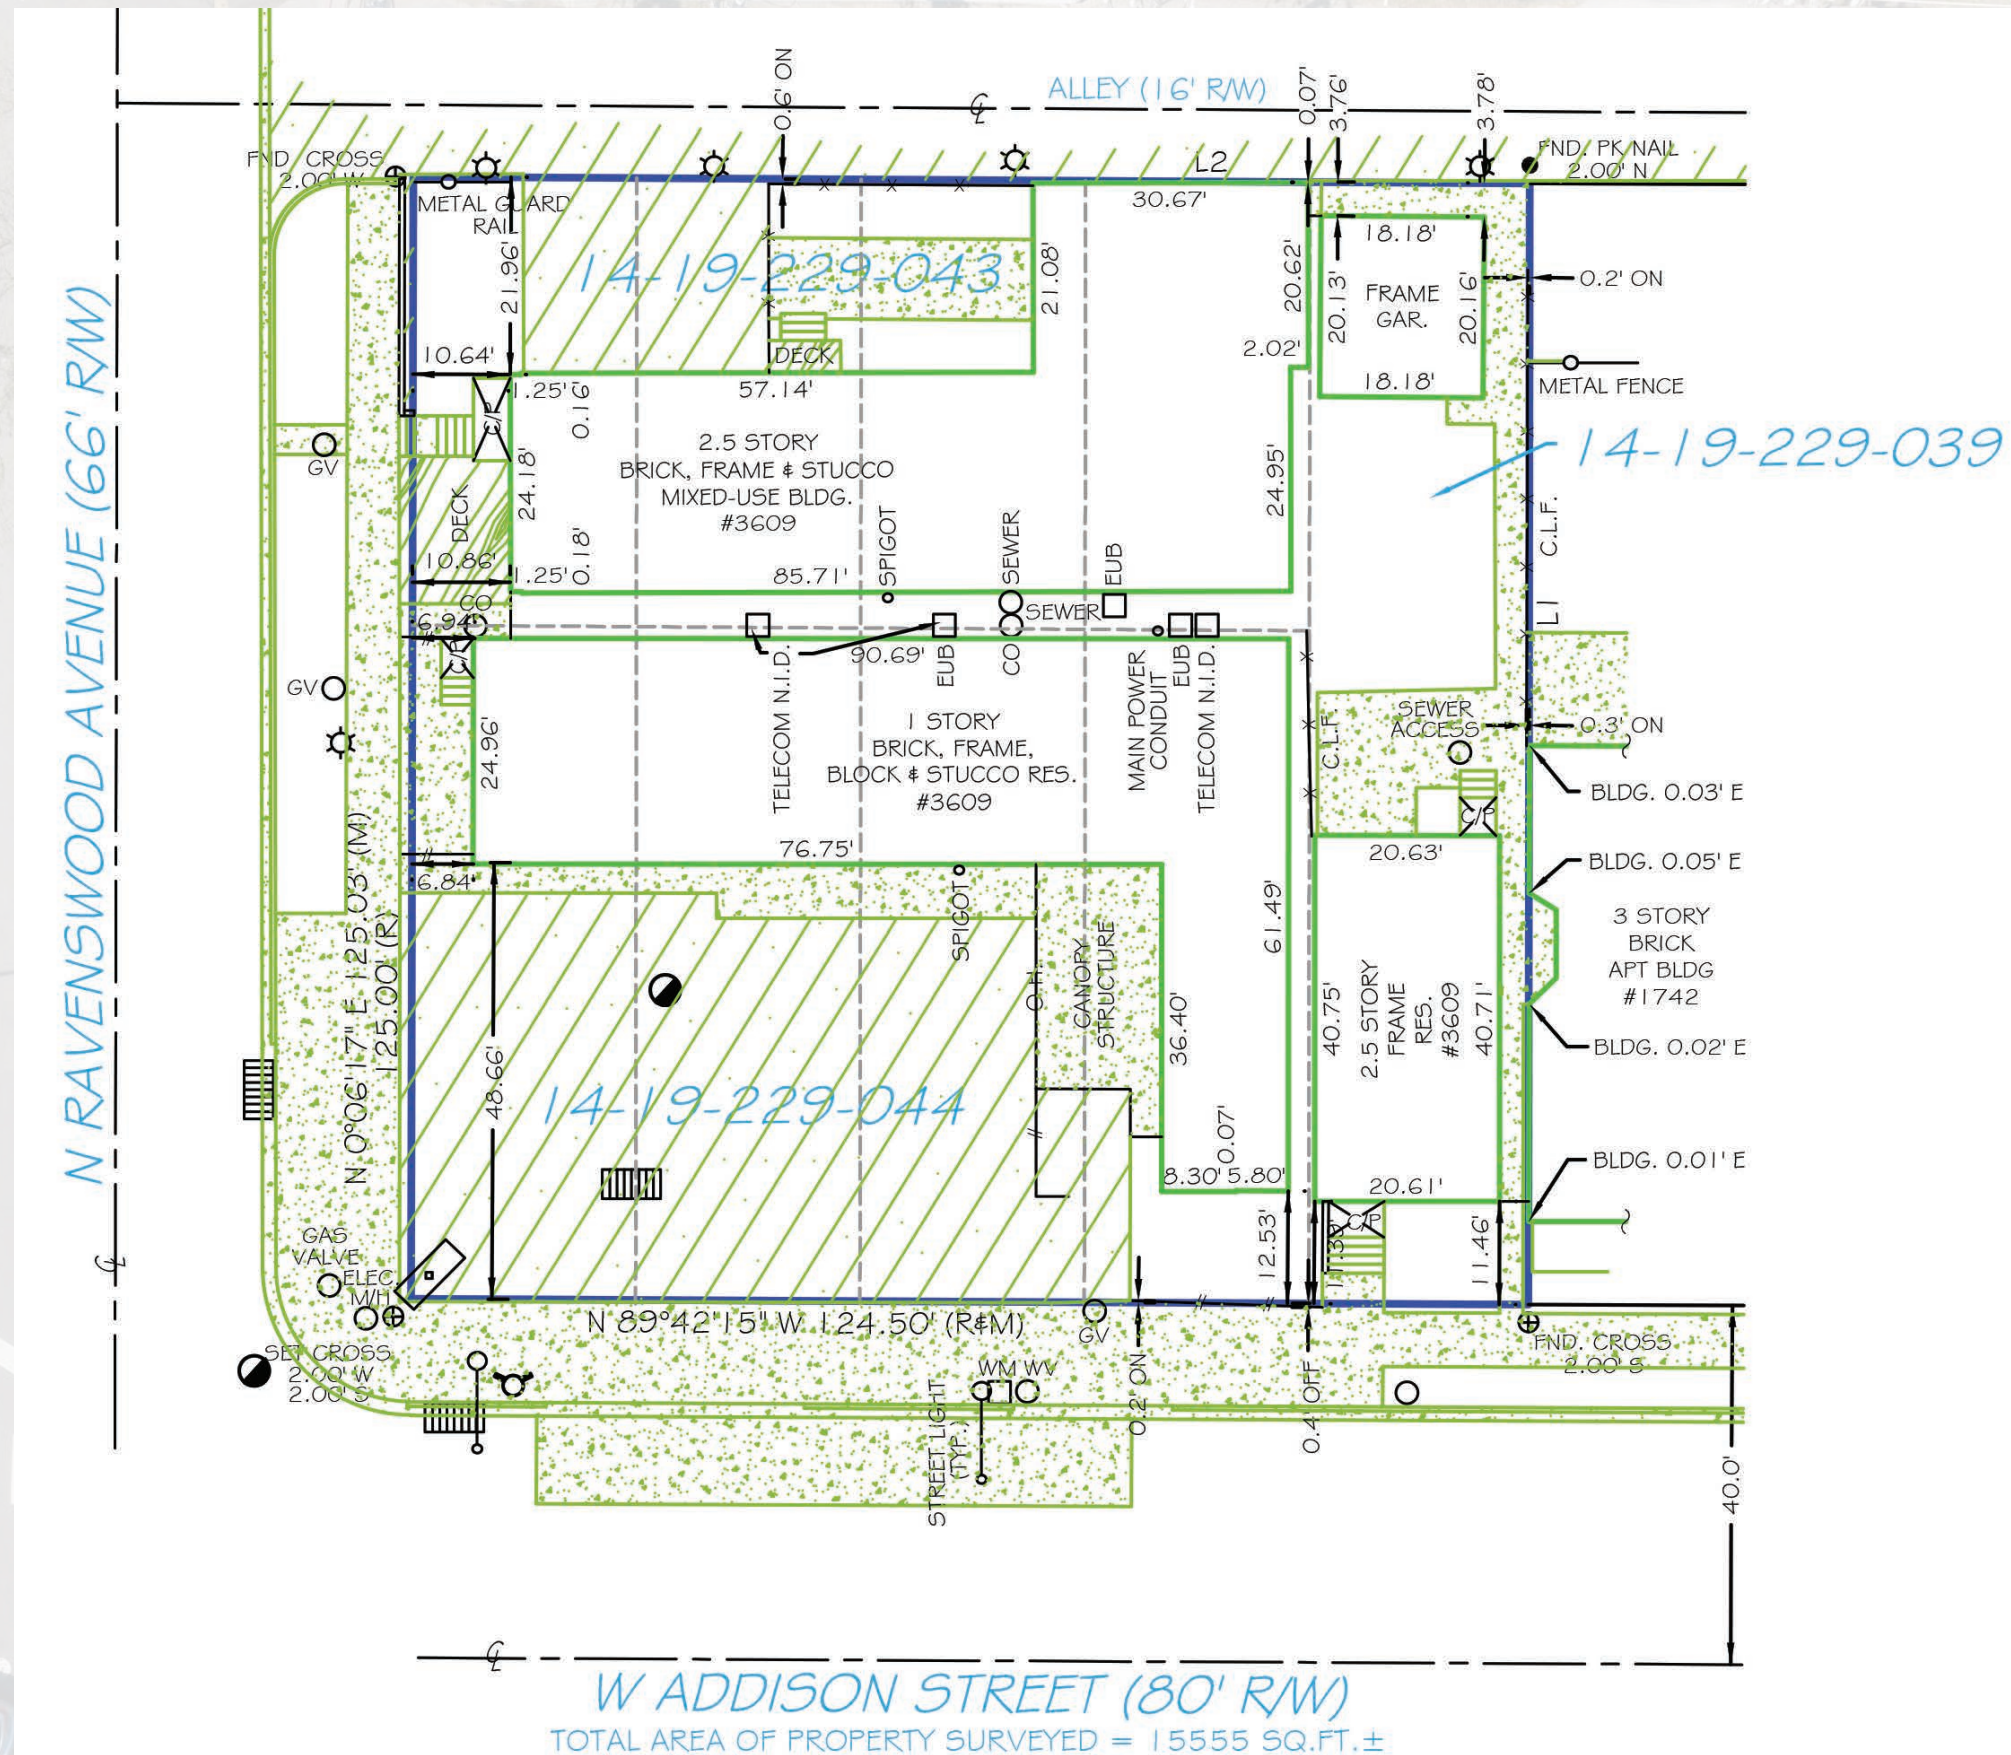 ALLEY (16' R/W)
0.6' ON
0.07'
3.76'
3.78'
FND CROSS
2.00' W
L2
FND. PK NAIL
2.00' N
METAL GUARD
RAIL
30.67'
21.96'
14-19-229-043
21.08'
20.62'
18.18'
20.13'
FRAME
GAR.
20.16'
0.2' ON
10.64'
DECK
2.02'
18.18'
METAL FENCE
1.25'
0.16'
57.14'
C/P
14-19-229-039
GV
2.5 STORY
BRICK, FRAME & STUCCO
MIXED-USE BLDG.
#3609
24.18'
24.95'
DECK
10.86'
1.25'
0.18'
85.71'
SPIGOT
SEWER
EUB
C.L.F.
L1
CO
6.94'
SEWER
C/P
90.69'
TELECOM N.I.D.
EUB
CO
MAIN POWER
CONDUIT
EUB
TELECOM N.I.D.
GV
24.96'
1 STORY
BRICK, FRAME,
BLOCK & STUCCO RES.
#3609
C.L.F.
SEWER
ACCESS
0.3' ON
BLDG. 0.03' E
C/P
76.75'
20.63'
BLDG. 0.05' E
6.84'
SPIGOT
61.49'
3 STORY
BRICK
APT BLDG
#1742
O.H.
CANOPY
STRUCTURE
36.40'
40.75'
2.5 STORY
FRAME
RES.
#3609
40.71'
BLDG. 0.02' E
N RAVENSWOOD AVENUE (66' R/W)
N 0°06'17" E 125.03' (M)
125.00' (R)
48.66'
14-19-229-044
0.07'
BLDG. 0.01' E
8.30'
5.80'
20.61'
C/P
12.53'
11.46'
GAS
VALVE
ELEC.
M/H
N 89°42'15" W 124.50' (R&M)
GV
SET CROSS
2.00' W
2.00' S
FND. CROSS
2.00' S
WM WV
STREET LIGHT
(TYP.)
0.2' ON
0.4' OFF
40.0'
W ADDISON STREET (80' R/W)
TOTAL AREA OF PROPERTY SURVEYED = 15555 SQ.FT.±